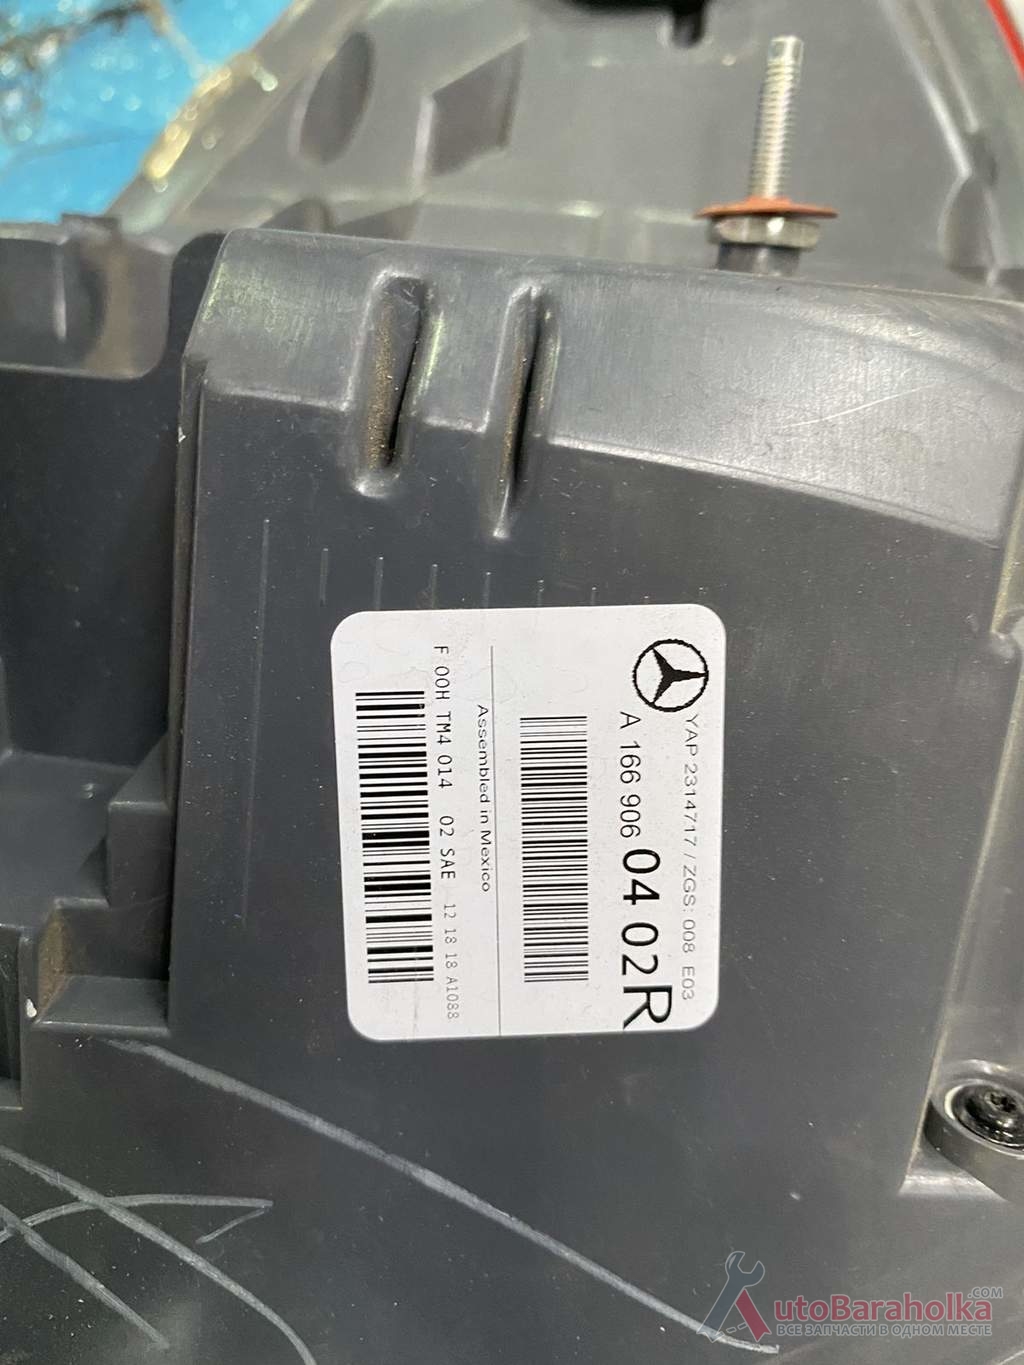 YAP 2314717 / ZGS: 008 E03
A 166 906 04 02 R
Assembled in Mexico
F 00H TM4 014 02 SAE 12 18 18 A1088
AutoBaraholka.COM
ВСЕ ЗАПЧАСТИ В ОДНОМ МЕСТЕ